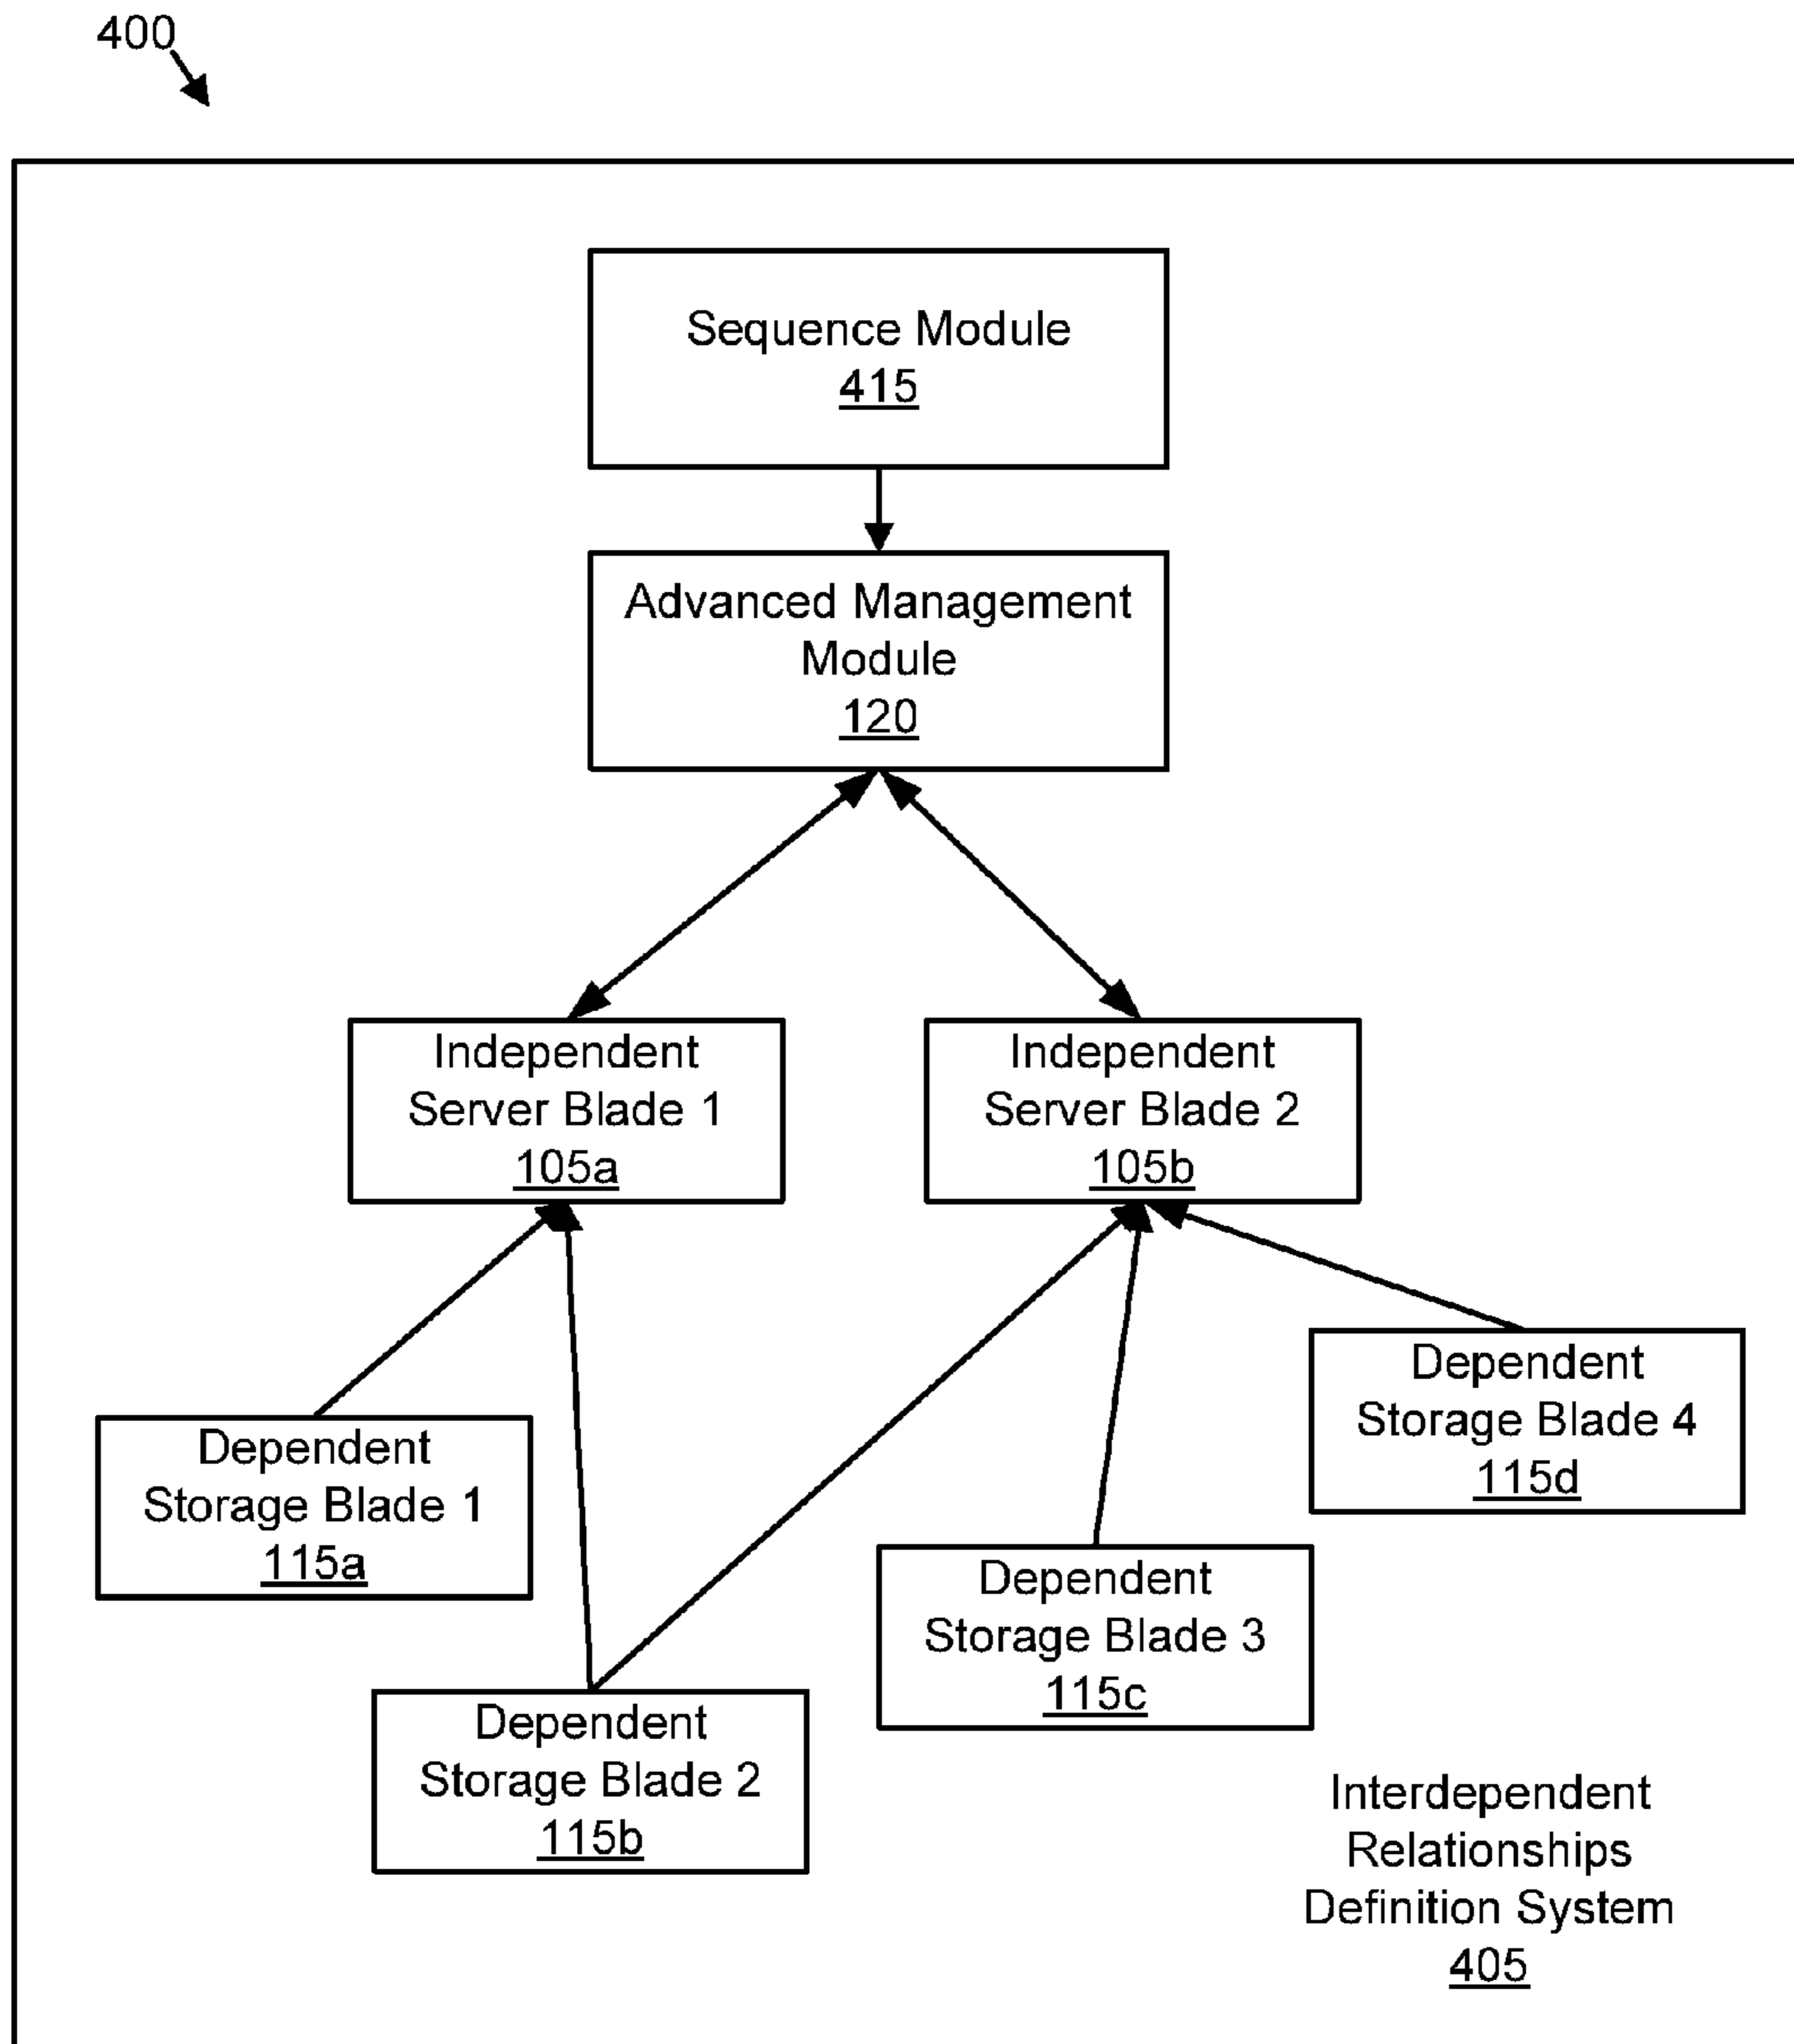 400
Sequence Module
415
Advanced Management
Module
120
Independent
Server Blade 1
105a
Independent
Server Blade 2
105b
Dependent
Storage Blade 4
115d
Dependent
Storage Blade 1
115a
Dependent
Storage Blade 3
115c
Dependent
Storage Blade 2
115b
Interdependent
Relationships
Definition System
405